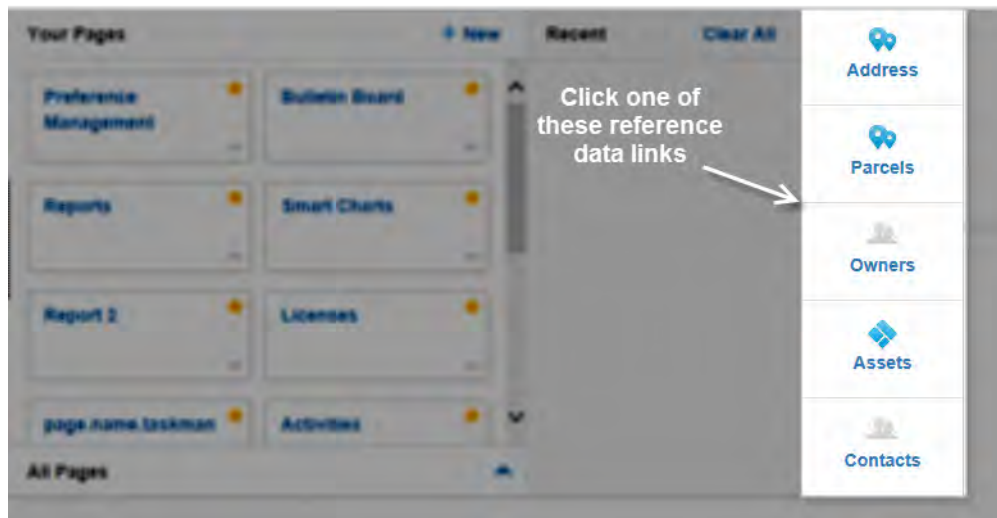 Your Pages
+ New
Recent
Clear All
Preference
Management
Bulletin Board
Reports
Smart Charts
Report 2
Licenses
page.name.taskman
Activities
All Pages
Click one of
these reference
data links
Address
Parcels
Owners
Assets
Contacts